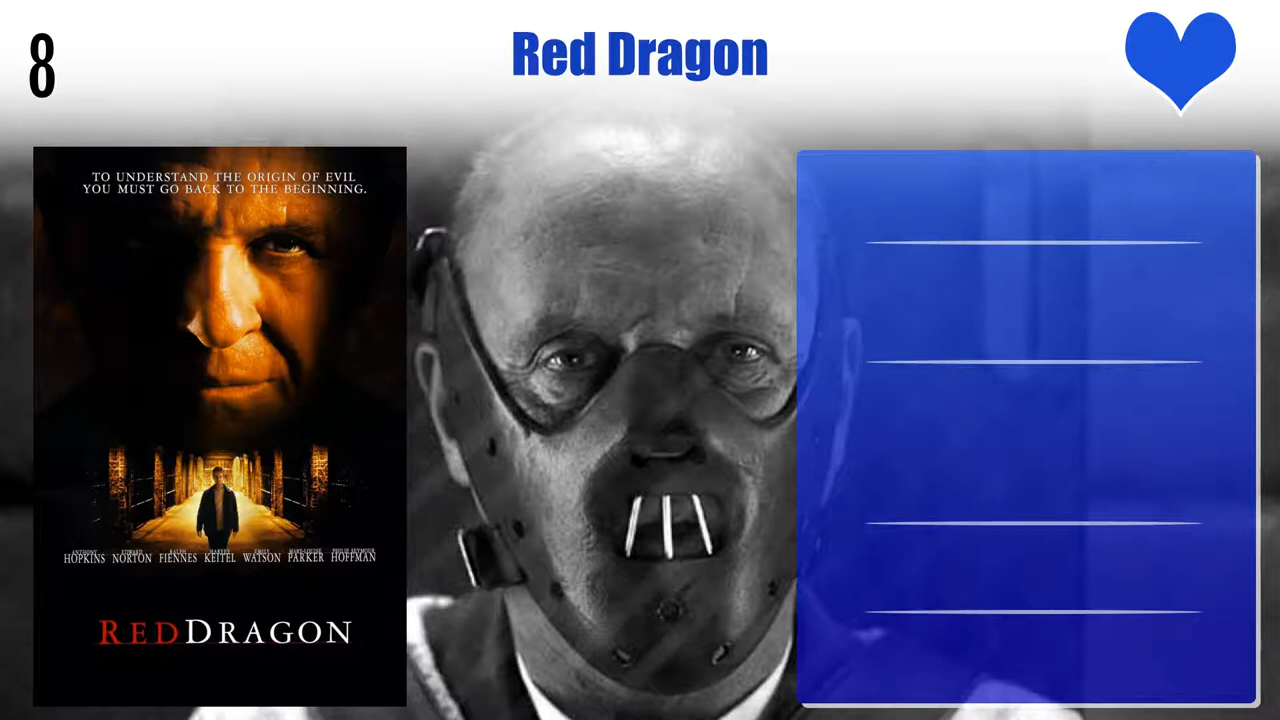 8
Red Dragon
TO UNDERSTAND THE ORIGIN OF EVIL
YOU MUST GO BACK TO THE BEGINNING.
HOPKINS NORTON FIENNES KEITEL WATSON PARKER HOFFMAN
RED DRAGON